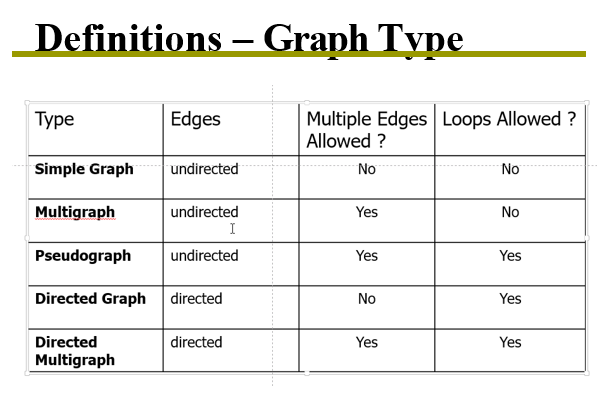 Definitions – Graph Type
Type Edges Multiple Edges Allowed ? Loops Allowed ?
Simple Graph undirected No No
Multigraph undirected Yes No
Pseudograph undirected Yes Yes
Directed Graph directed No Yes
Directed Multigraph directed Yes Yes